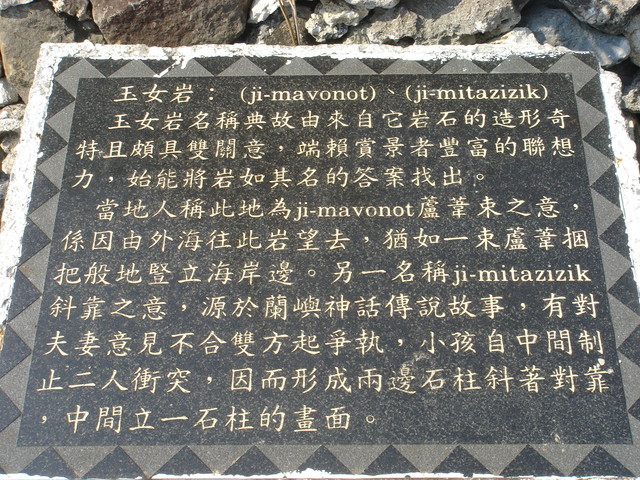 玉女岩：(ji-mavonot)、(ji-mitazizik)
玉女岩名稱典故由來自它岩石的造形奇
特且頗具雙關意，端賴賞景者豐富的聯想
力，始能將岩如其名的答案找出。
當地人稱此地為ji-mavonot蘆葦束之意，
係因由外海往此岩望去，猶如一束蘆葦捆
把般地豎立海岸邊。另一名稱ji-mitazizik
斜靠之意，源於蘭嶼神話傳說故事，有對
夫妻意見不合雙方起爭執，小孩自中間制
止二人衝突，因而形成兩邊石柱斜著對靠
，中間立一石柱的畫面。